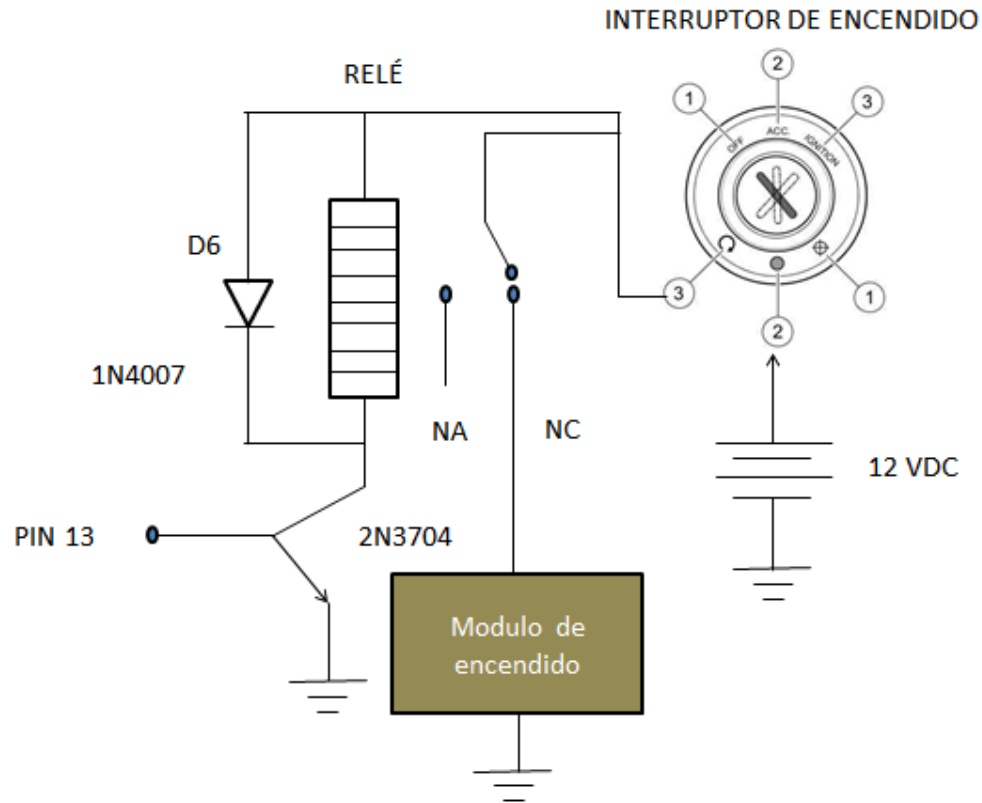 INTERRUPTOR DE ENCENDIDO
RELÉ
1
2
3
OFF
ACC.
IGNITION
D6
3
1
2
1N4007
NA
NC
12 VDC
PIN 13
2N3704
Modulo de
encendido